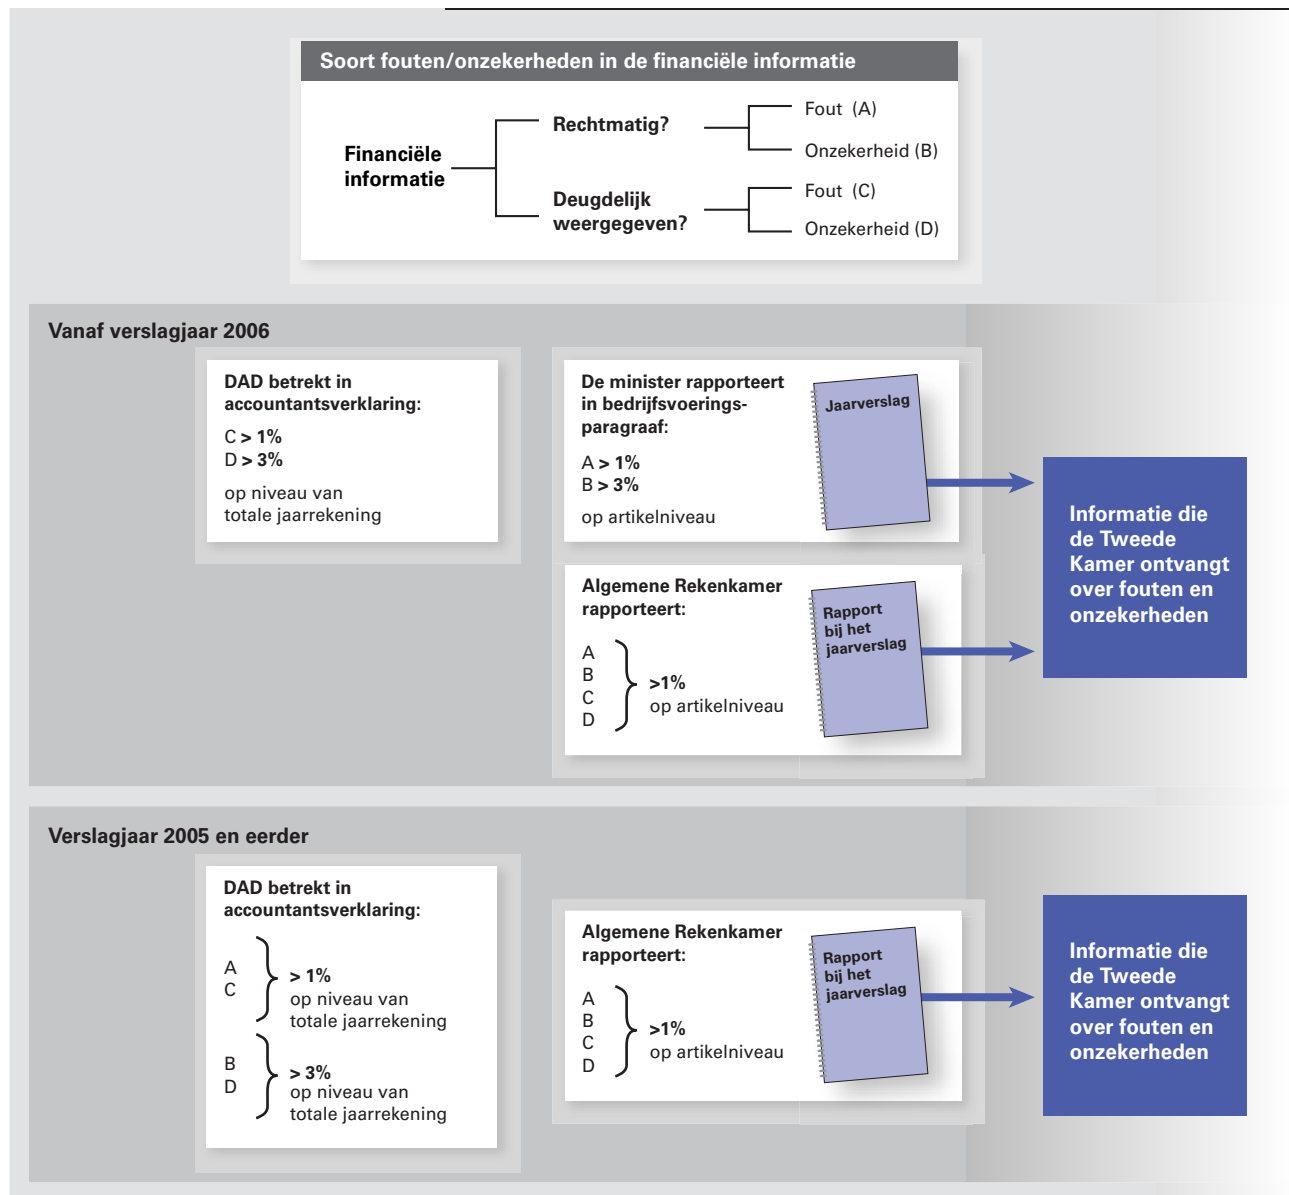 Soort fouten/onzekerheden in de financiële informatie
Financiële
informatie
Rechtmatig?
Fout (A)
Onzekerheid (B)
Deugdelijk
weergegeven?
Fout (C)
Onzekerheid (D)
Vanaf verslagjaar 2006
DAD betrekt in
accountantsverklaring:
C > 1%
D > 3%
op niveau van
totale jaarrekening
De minister rapporteert
in bedrijfsvoerings-
paragraaf:
A > 1%
B > 3%
op artikelniveau
Jaarverslag
Algemene Rekenkamer
rapporteert:
A
B
C
D
>1%
op artikelniveau
Rapport
bij het
jaarverslag
Informatie die
de Tweede
Kamer ontvangt
over fouten en
onzekerheden
Verslagjaar 2005 en eerder
DAD betrekt in
accountantsverklaring:
A
C
> 1%
op niveau van
totale jaarrekening
B
D
> 3%
op niveau van
totale jaarrekening
Algemene Rekenkamer
rapporteert:
A
B
C
D
>1%
op artikelniveau
Rapport
bij het
jaarverslag
Informatie die
de Tweede
Kamer ontvangt
over fouten en
onzekerheden